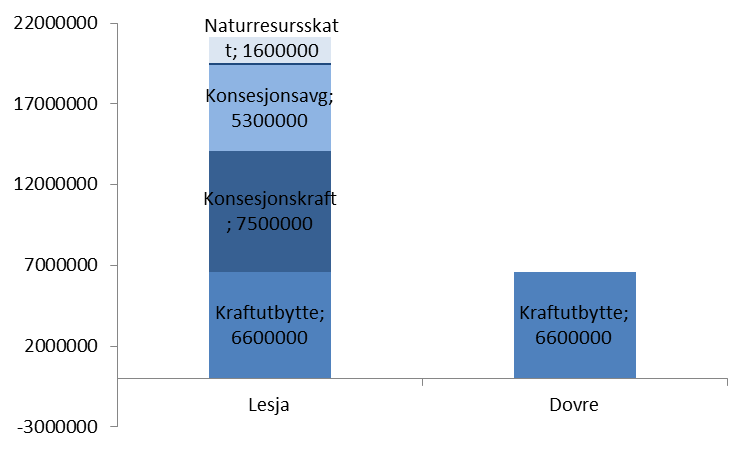 22000000
17000000
12000000
7000000
2000000
-3000000
Naturresursskat
t; 1600000
Konsesjonsavg;
5300000
Konsesjonskraft
; 7500000
Kraftutbytte;
6600000
Kraftutbytte;
6600000
Lesja
Dovre